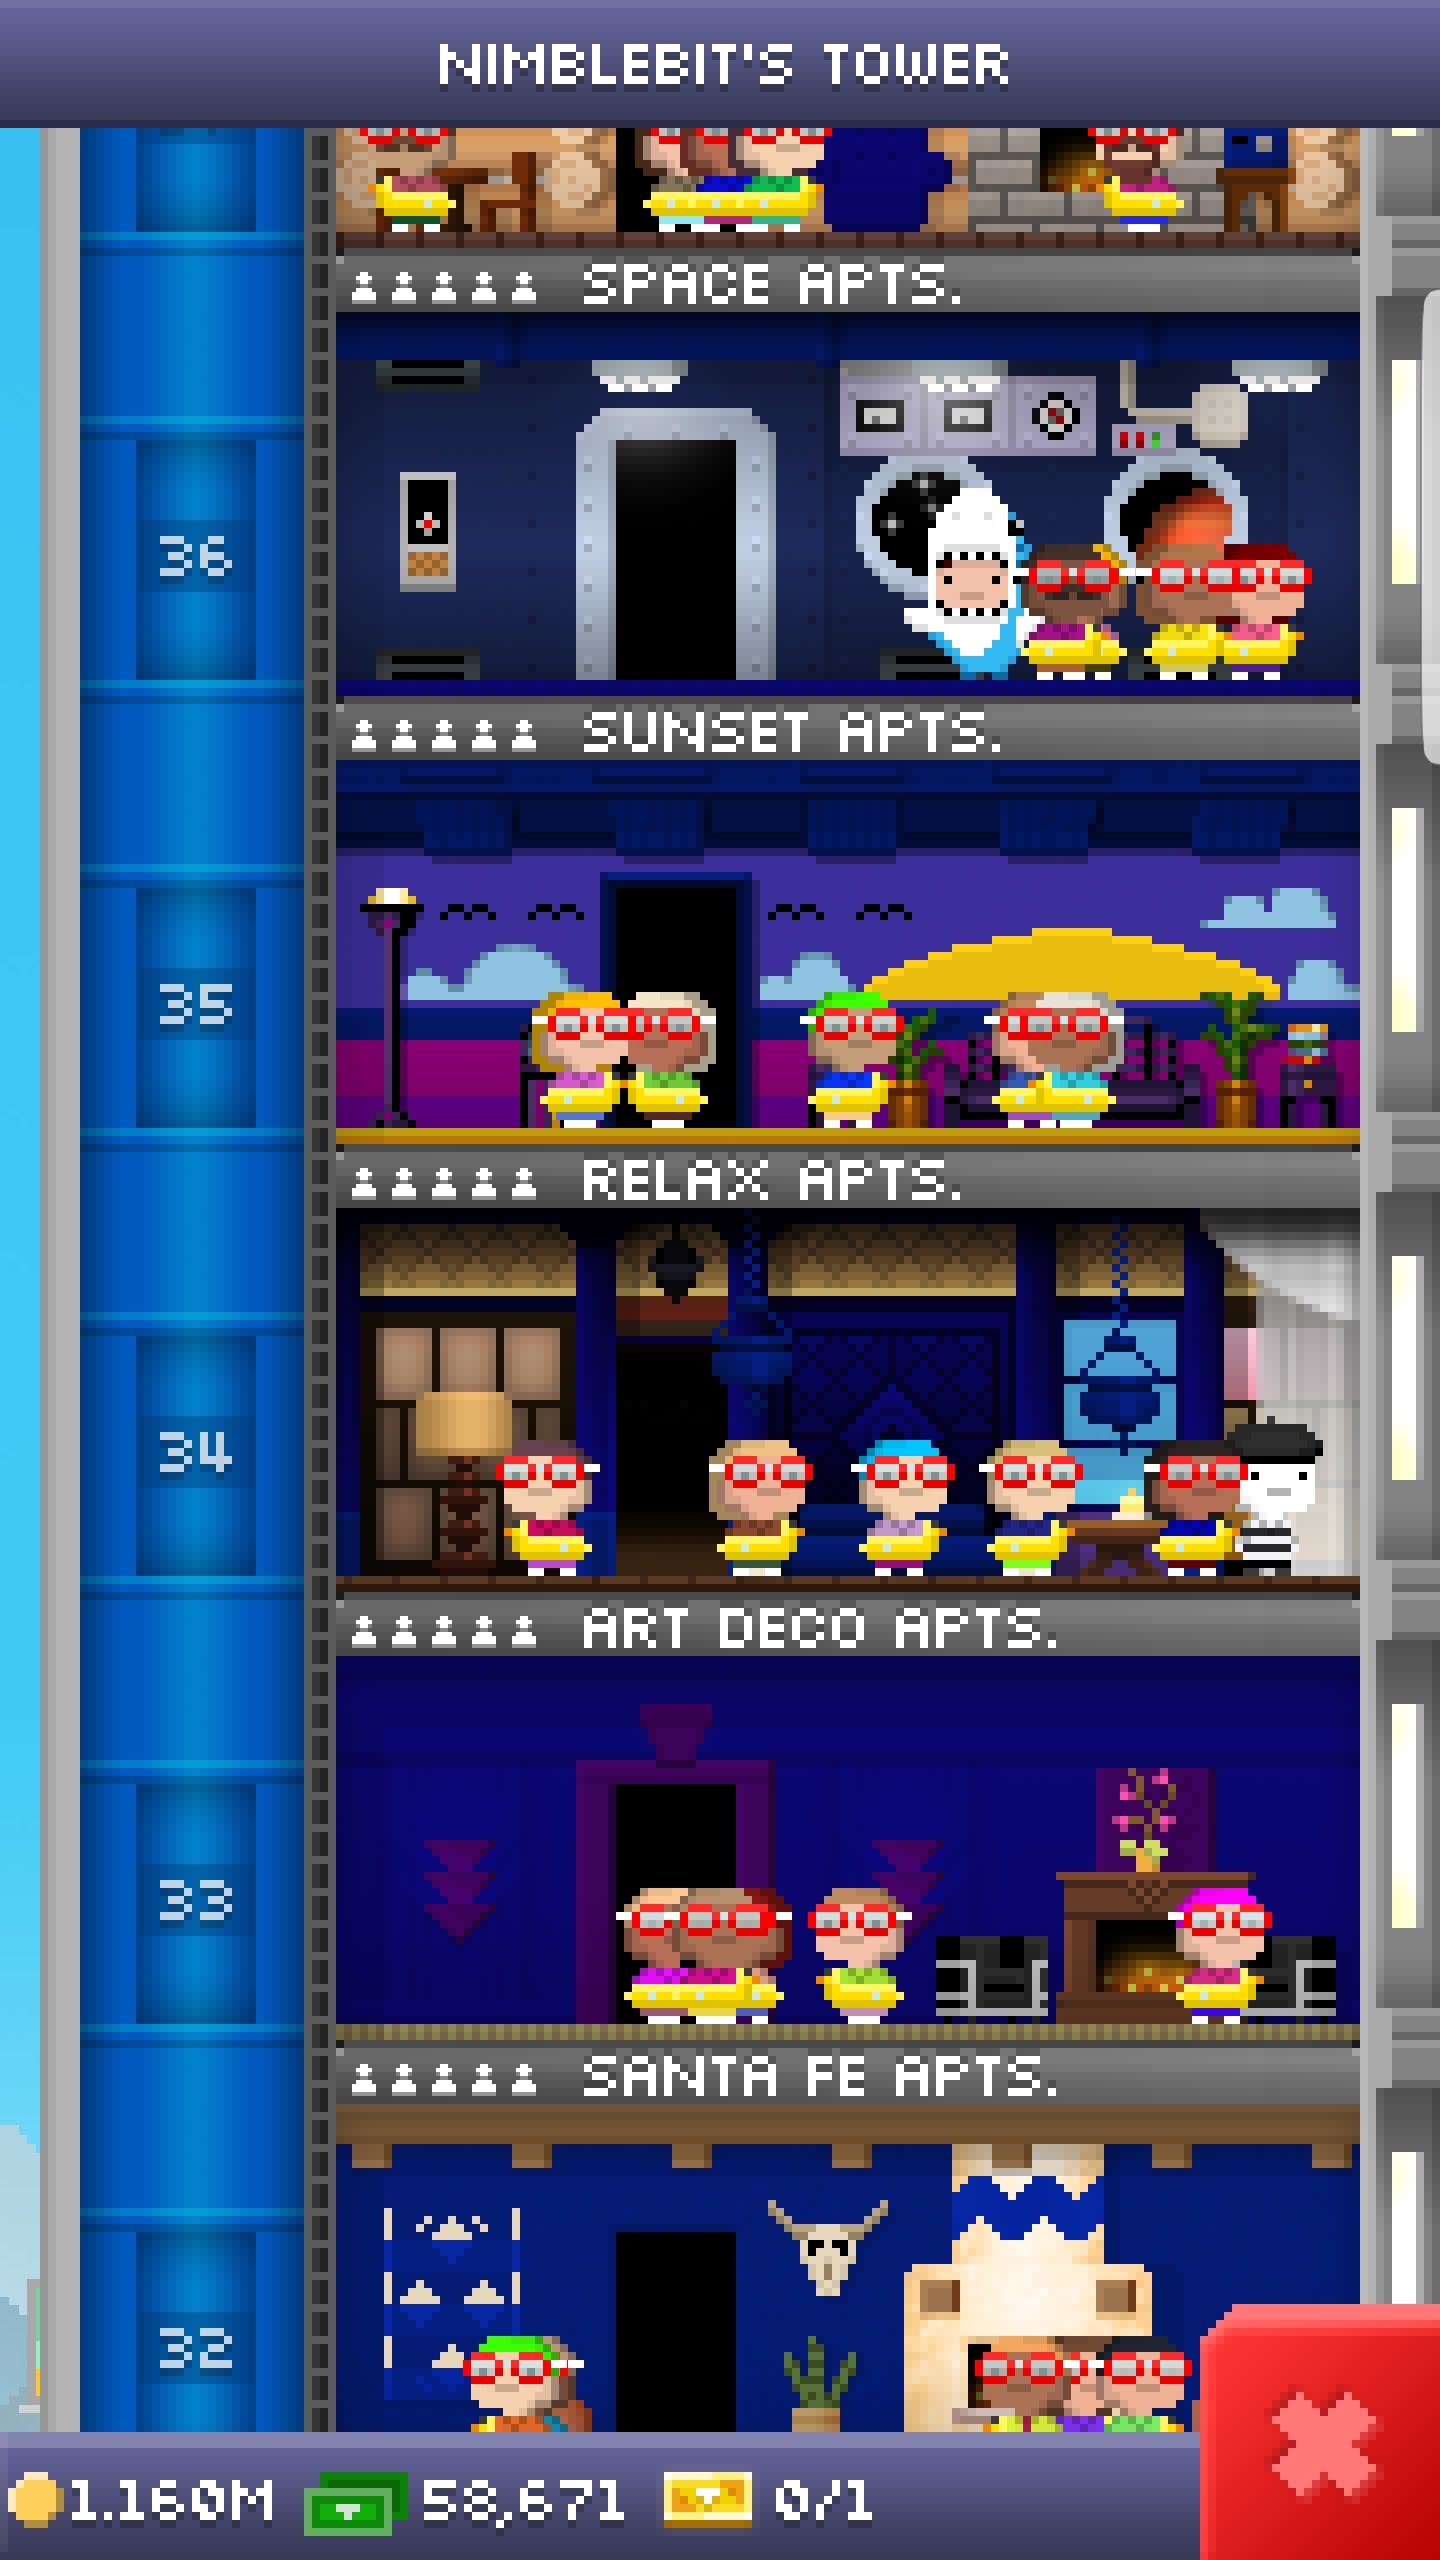 NIMBLEBIT'S TOWER
SPACE APTS.
36
SUNSET APTS.
35
RELAX APTS.
34
ART DECO APTS.
33
SANTA FE APTS.
32
1.160M 58,671 0/1